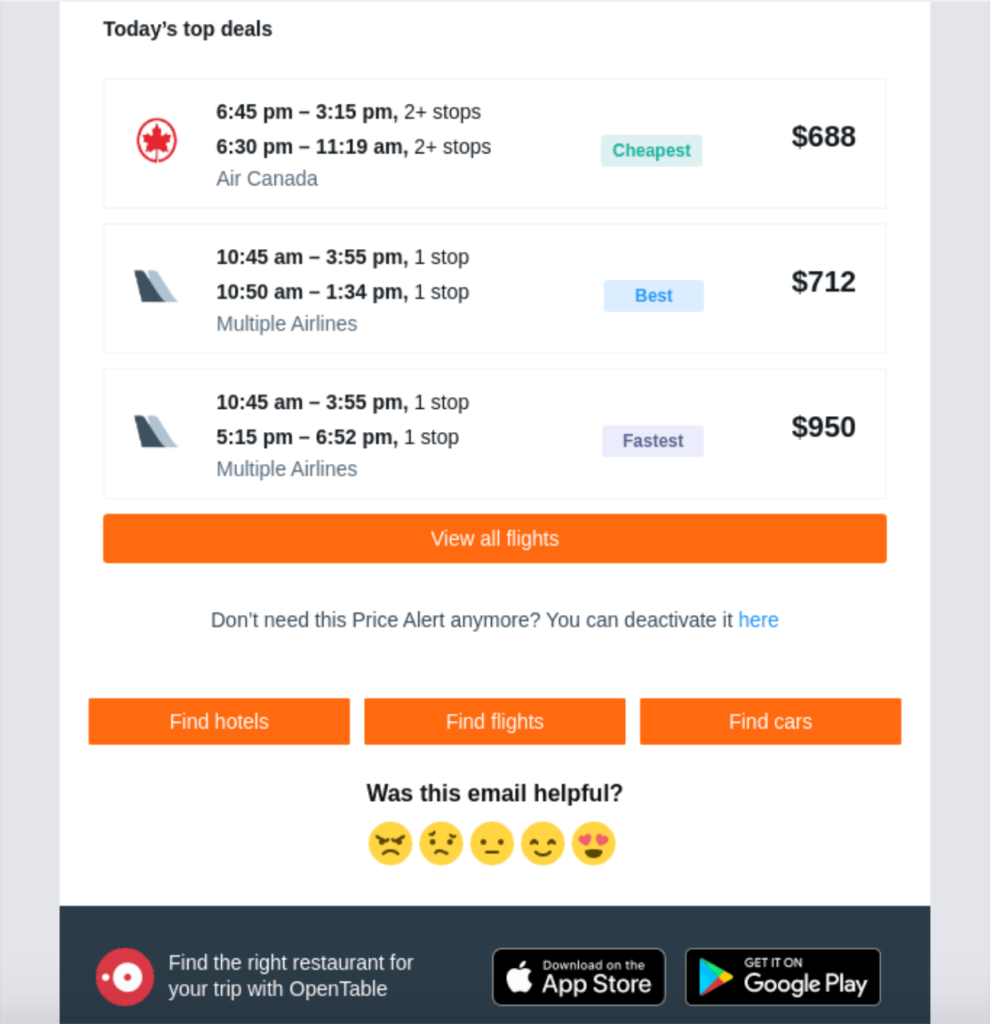 Today’s top deals
6:45 pm – 3:15 pm, 2+ stops
6:30 pm – 11:19 am, 2+ stops
Air Canada
Cheapest
$688
10:45 am – 3:55 pm, 1 stop
10:50 am – 1:34 pm, 1 stop
Multiple Airlines
Best
$712
10:45 am – 3:55 pm, 1 stop
5:15 pm – 6:52 pm, 1 stop
Multiple Airlines
Fastest
$950
View all flights
Don’t need this Price Alert anymore? You can deactivate it here
Find hotels
Find flights
Find cars
Was this email helpful?
Find the right restaurant for
your trip with OpenTable
Download on the
App Store
GET IT ON
Google Play